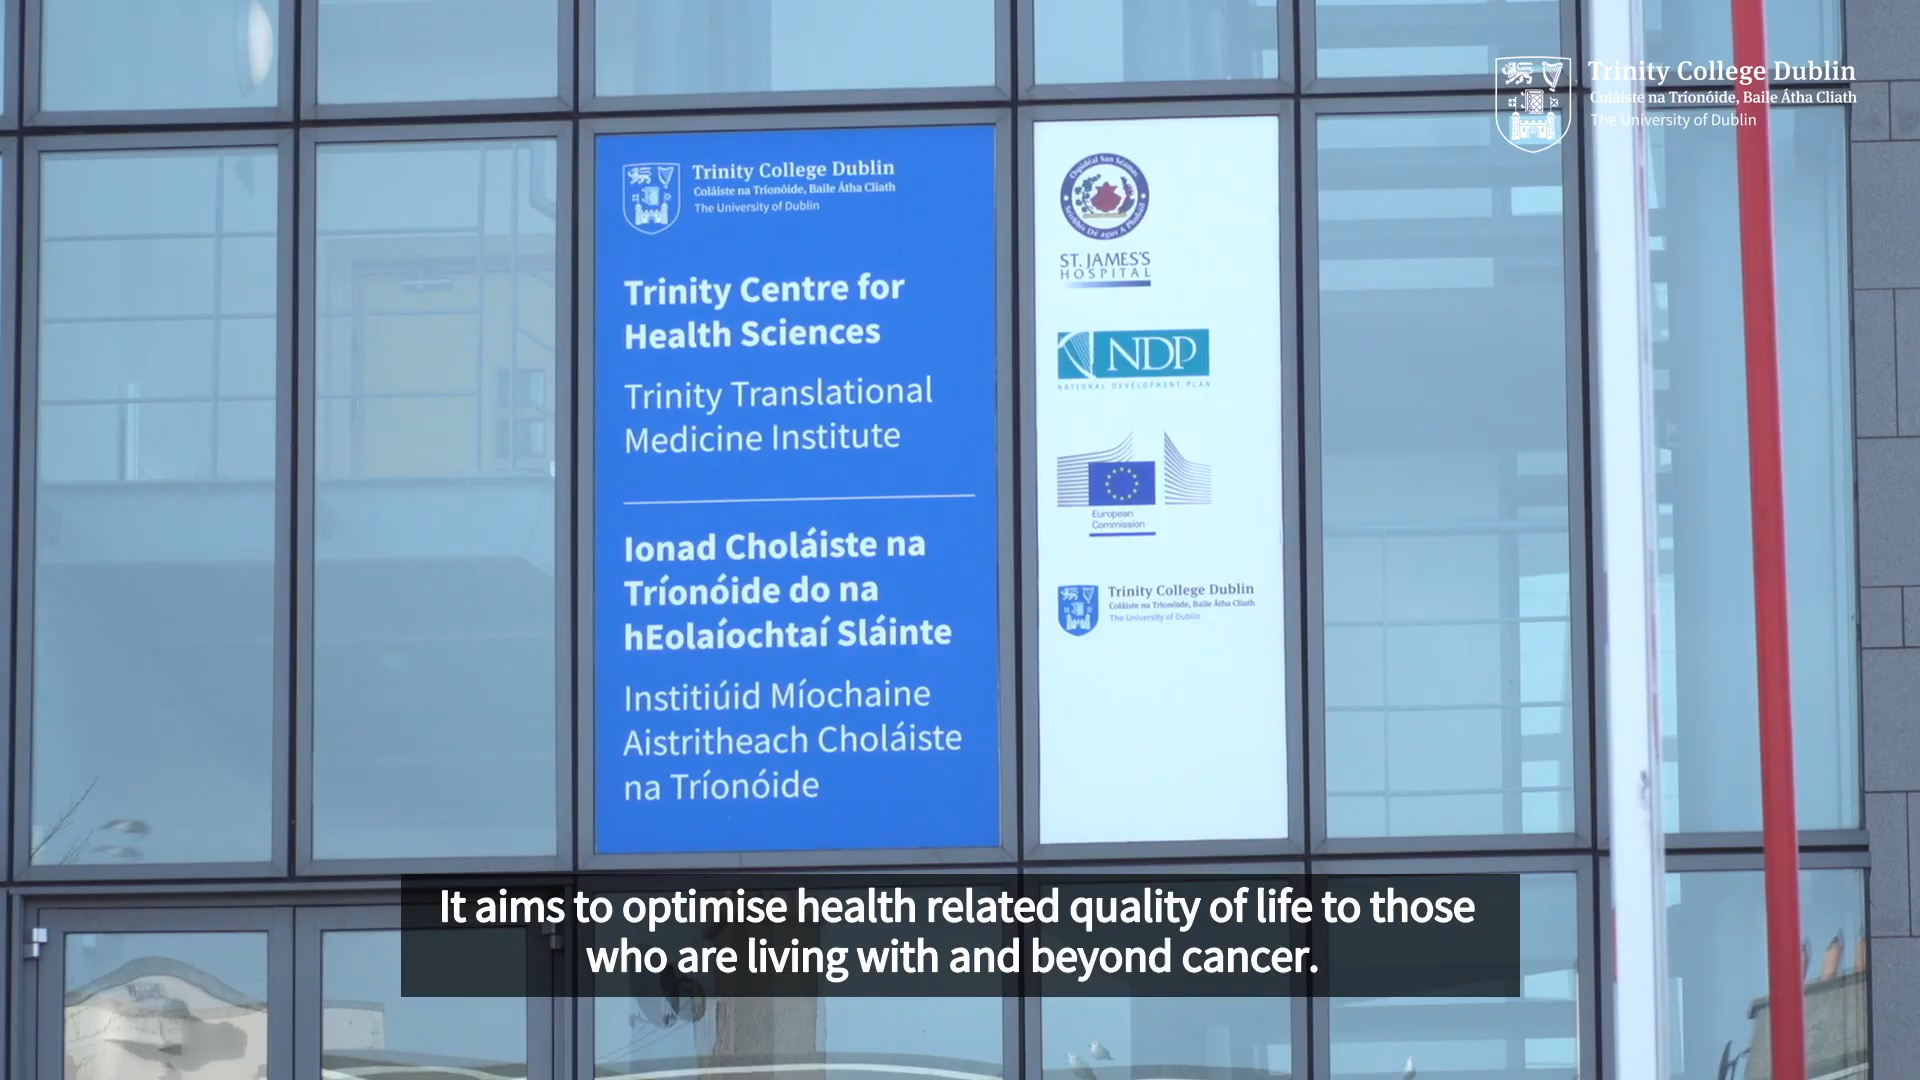 Trinity College Dublin
Coláiste na Tríonóide, Baile Átha Cliath
The University of Dublin
Trinity College Dublin
Coláiste na Tríonóide, Baile Átha Cliath
The University of Dublin
Trinity Centre for
Health Sciences
Trinity Translational
Medicine Institute
Ionad Choláiste na
Tríonóide do na
hEolaíochtaí Sláinte
Institiúid Míochaine
Aistritheach Choláiste
na Tríonóide
Ospidéal San Séamas
ST. JAMES'S
HOSPITAL
NDP
NATIONAL DEVELOPMENT PLAN
European
Commission
Trinity College Dublin
Coláiste na Tríonóide, Baile Átha Cliath
The University of Dublin
It aims to optimise health related quality of life to those
who are living with and beyond cancer.